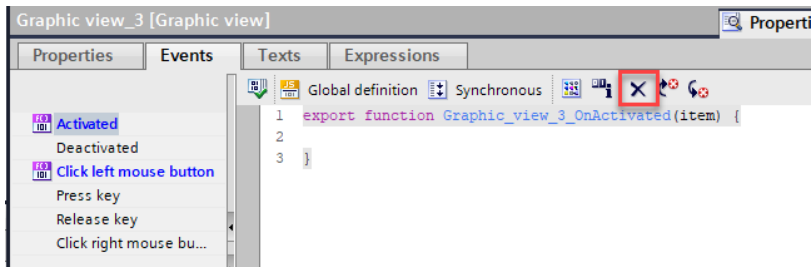 Graphic view_3 [Graphic view]
Properti
Properties Events Texts Expressions
Global definition Synchronous
Activated
Deactivated
Click left mouse button
Press key
Release key
Click right mouse bu...
1 export function Graphic_view_3_OnActivated(item) {
2
3 }